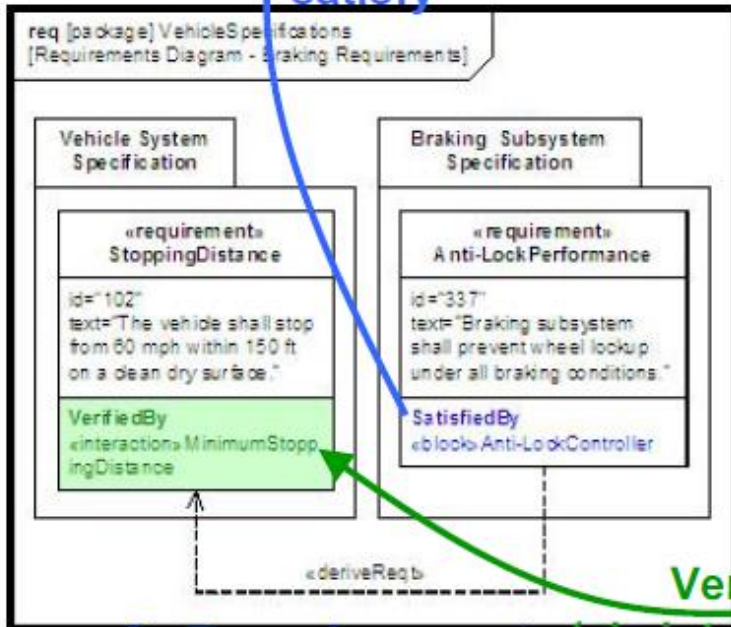 satisfy
req [package] VehicleSpecifications
[Requirements Diagram - Braking Requirements]
Vehicle System
Specification
Braking Subsystem
Specification
«requirement»
StoppingDistance
id="102"
text="The vehicle shall stop
from 60 mph within 150 ft
on a clean dry surface."
VerifiedBy
«interaction» MinimumStopp
ingDistance
«requirement»
Anti-LockPerformance
id="337"
text="Braking subsystem
shall prevent wheel lockup
under all braking conditions."
SatisfiedBy
«block» Anti-LockController
«deriveReqt»
Ver